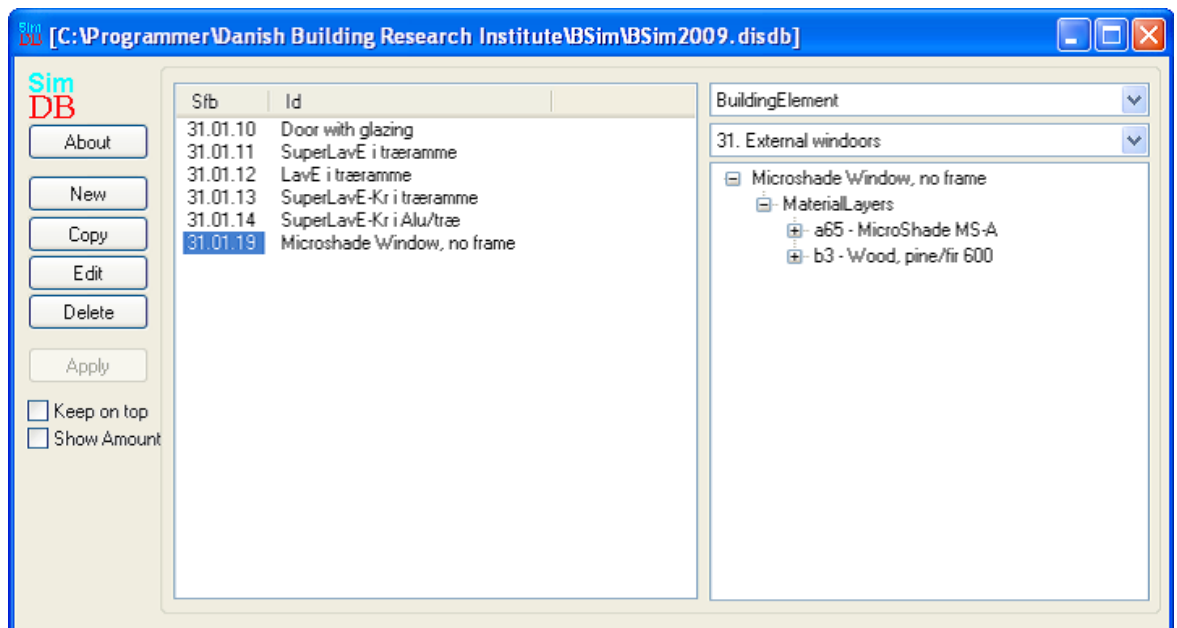 Sim DB [C:\Programmer\Danish Building Research Institute\BSim\BSim2009.disdb]
Sim
DB
About
New
Copy
Edit
Delete
Apply
Keep on top
Show Amount
Sfb Id
31.01.10 Door with glazing
31.01.11 SuperLavE i træramme
31.01.12 LavE i træramme
31.01.13 SuperLavE-Kr i træramme
31.01.14 SuperLavE-Kr i Alu/træ
31.01.19 Microshade Window, no frame
BuildingElement
31. External windoors
Microshade Window, no frame
MaterialLayers
a65 - MicroShade MS-A
b3 - Wood, pine/fir 600